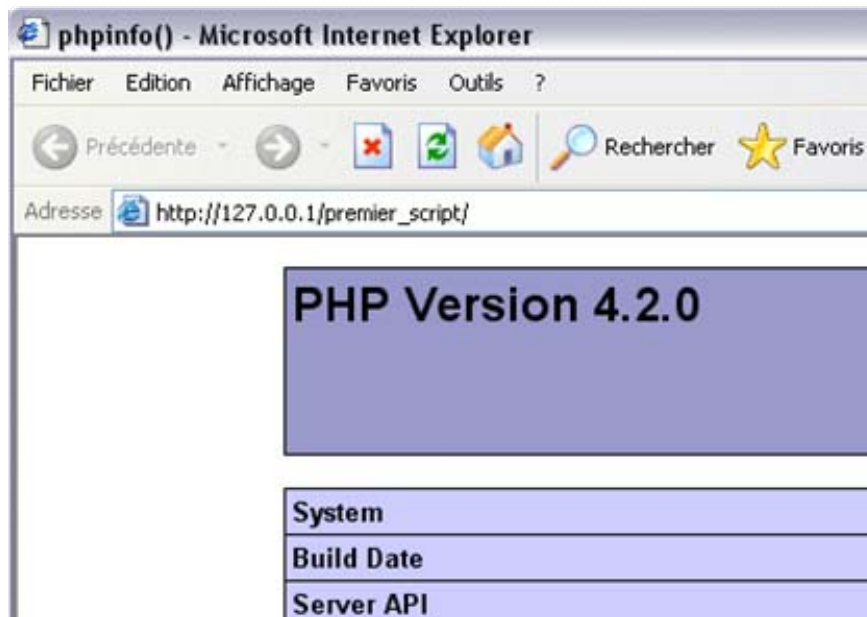 phpinfo() - Microsoft Internet Explorer
Fichier Edition Affichage Favoris Outils ?
Précédente Rechercher Favoris
Adresse http://127.0.0.1/premier_script/
PHP Version 4.2.0
System
Build Date
Server API